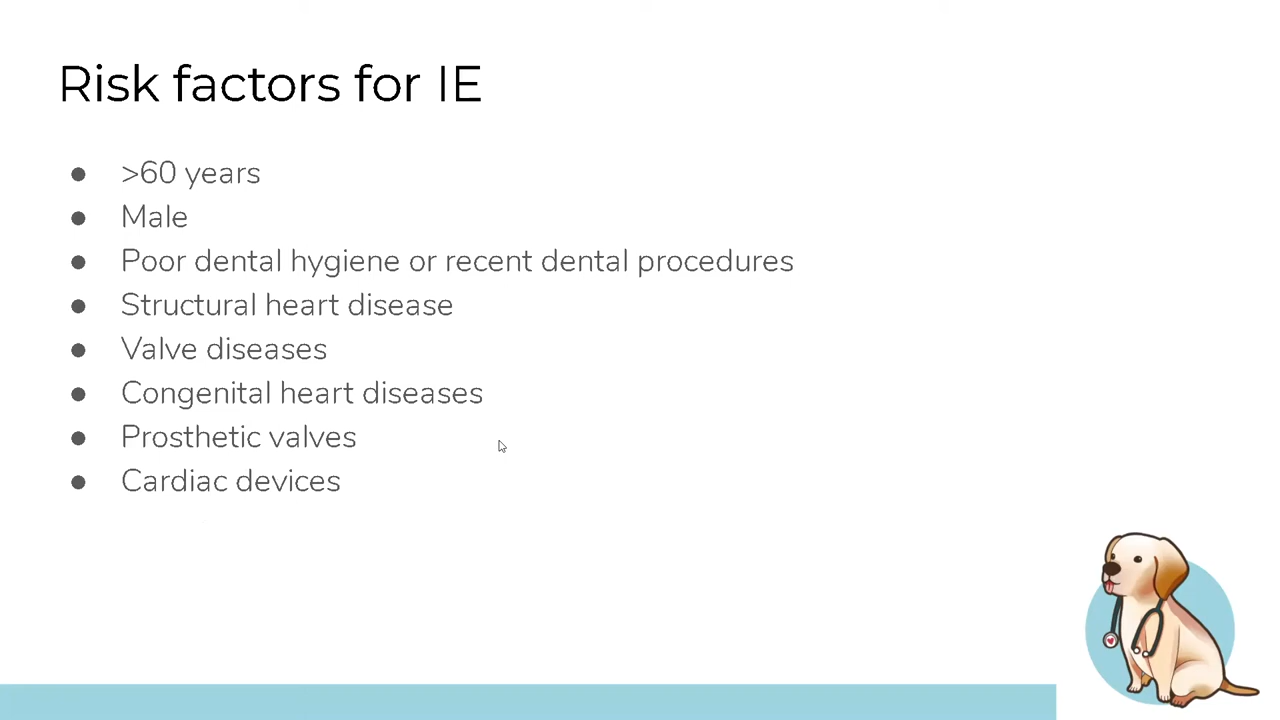 Risk factors for IE
● >60 years
● Male
● Poor dental hygiene or recent dental procedures
● Structural heart disease
● Valve diseases
● Congenital heart diseases
● Prosthetic valves
● Cardiac devices